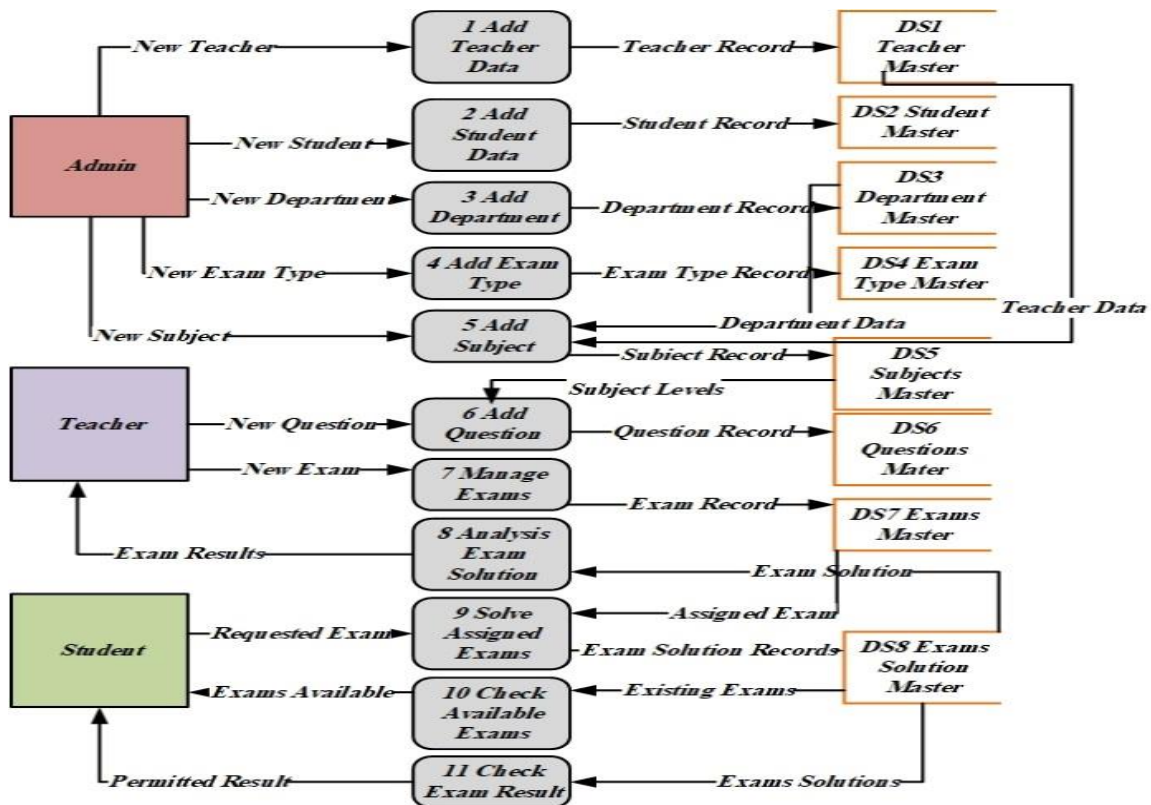 New Teacher
1 Add
Teacher
Data
Teacher Record
DS1
Teacher
Master
Admin
New Student
2 Add
Student
Data
Student Record
DS2 Student
Master
New Department
3 Add
Department
Department Record
DS3
Department
Master
New Exam Type
4 Add Exam
Type
Exam Type Record
DS4 Exam
Type Master
Teacher Data
New Subject
5 Add
Subject
Department Data
Subiect Record
DS5
Subjects
Master
Subject Levels
Teacher
New Question
6 Add
Question
Question Record
DS6
Questions
Mater
New Exam
7 Manage
Exams
Exam Record
DS7 Exams
Master
Exam Results
8 Analysis
Exam
Solution
Exam Solution
Assigned Exam
Student
Requested Exam
9 Solve
Assigned
Exams
Exam Solution Records
DS8 Exams
Solution
Master
Exams Available
10 Check
Available
Exams
Existing Exams
Permitted Result
11 Check
Exam Result
Exams Solutions